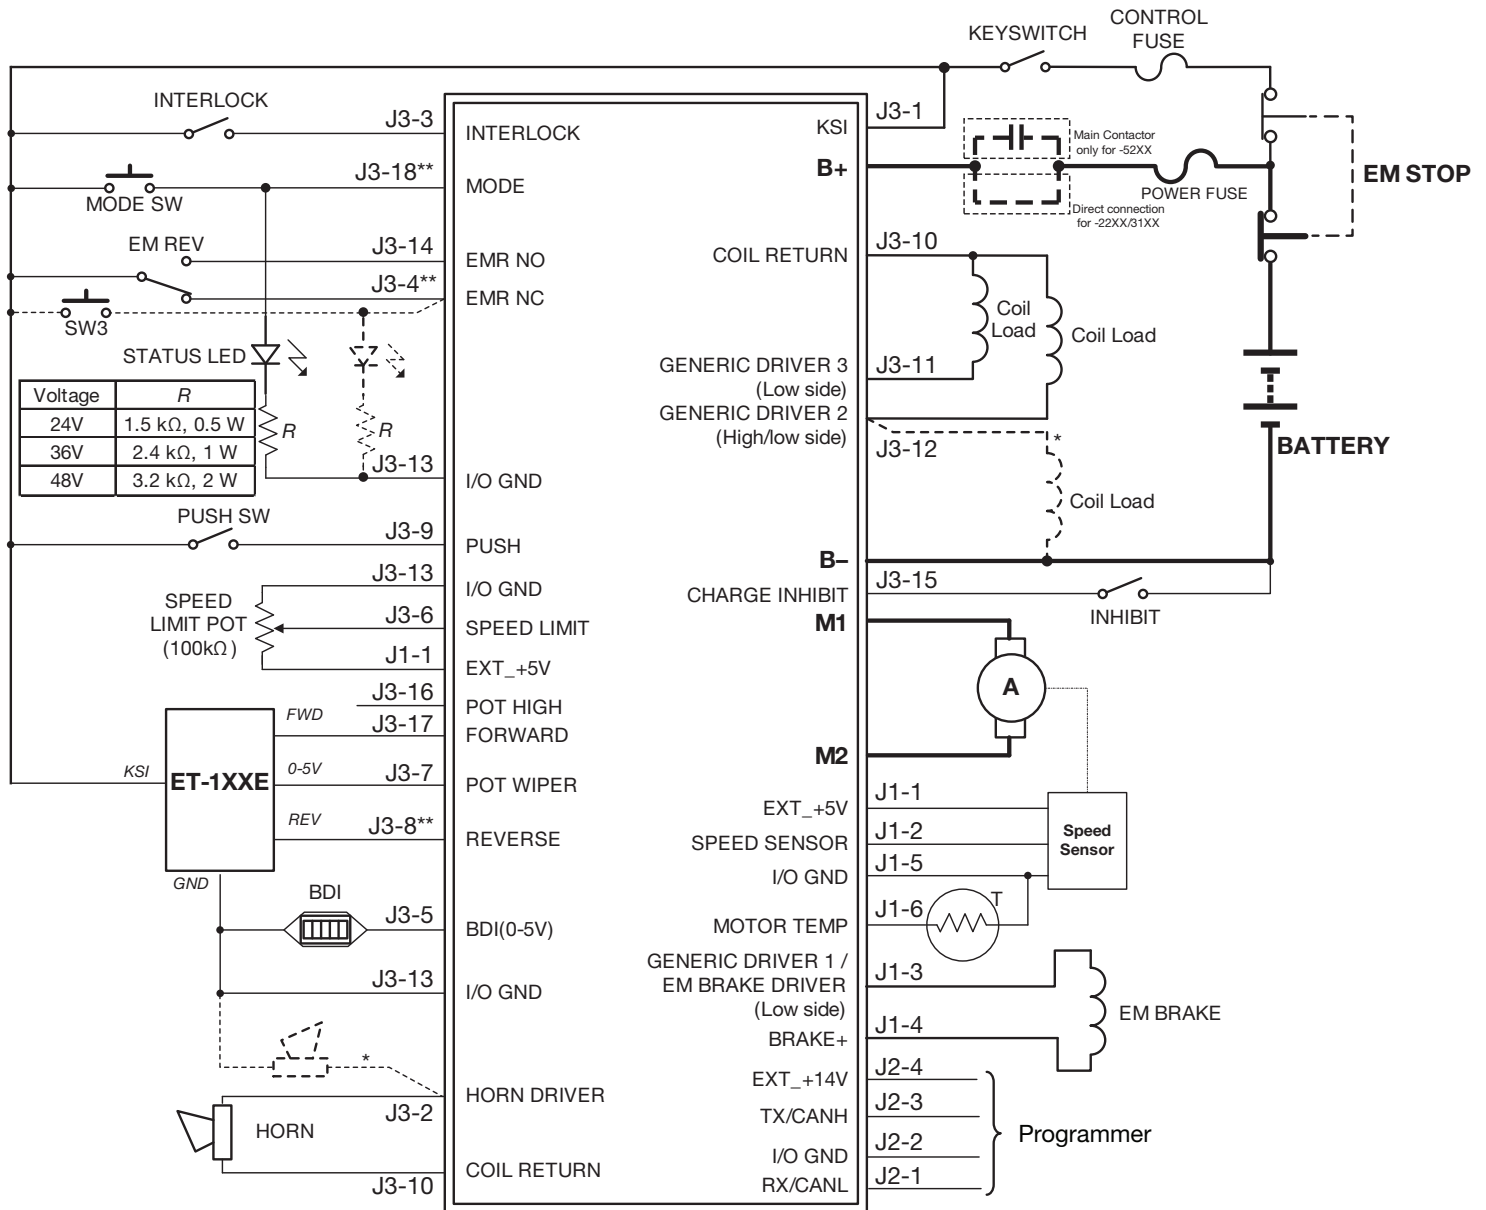 KEYSWITCH
CONTROL
FUSE
INTERLOCK
J3-3
INTERLOCK
KSI
J3-1
Main Contactor
only for -52XX
B+
POWER FUSE
EM STOP
Direct connection
for -22XX/31XX
J3-18**
MODE
MODE SW
EM REV
J3-14
EMR NO
J3-4**
EMR NC
SW3
COIL RETURN
J3-10
Coil
Load
Coil Load
GENERIC DRIVER 3
(Low side)
J3-11
GENERIC DRIVER 2
(High/low side)
J3-12
*
Coil Load
BATTERY
STATUS LED
Voltage R
24V 1.5 kΩ, 0.5 W
36V 2.4 kΩ, 1 W
48V 3.2 kΩ, 2 W
R
R
J3-13
I/O GND
PUSH SW
J3-9
PUSH
B–
J3-15
CHARGE INHIBIT
INHIBIT
J3-13
I/O GND
SPEED
LIMIT POT
(100kΩ)
J3-6
SPEED LIMIT
J1-1
EXT_+5V
M1
A
M2
J3-16
POT HIGH
FWD
J3-17
FORWARD
KSI
ET-1XXE
0-5V
J3-7
POT WIPER
REV
J3-8**
REVERSE
GND
EXT_+5V
J1-1
SPEED SENSOR
J1-2
I/O GND
J1-5
Speed
Sensor
BDI
J3-5
BDI(0-5V)
MOTOR TEMP
J1-6
T
J3-13
I/O GND
GENERIC DRIVER 1 /
EM BRAKE DRIVER
(Low side)
J1-3
EM BRAKE
BRAKE+
J1-4
*
HORN DRIVER
J3-2
HORN
COIL RETURN
J3-10
EXT_+14V
J2-4
TX/CANH
J2-3
I/O GND
J2-2
RX/CANL
J2-1
Programmer